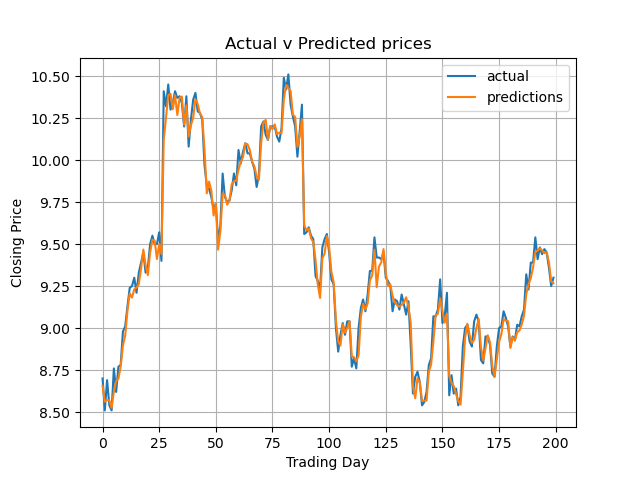 Actual v Predicted prices
actual
predictions
10.50
10.25
10.00
9.75
9.50
9.25
9.00
8.75
8.50
Closing Price
0 25 50 75 100 125 150 175 200
Trading Day